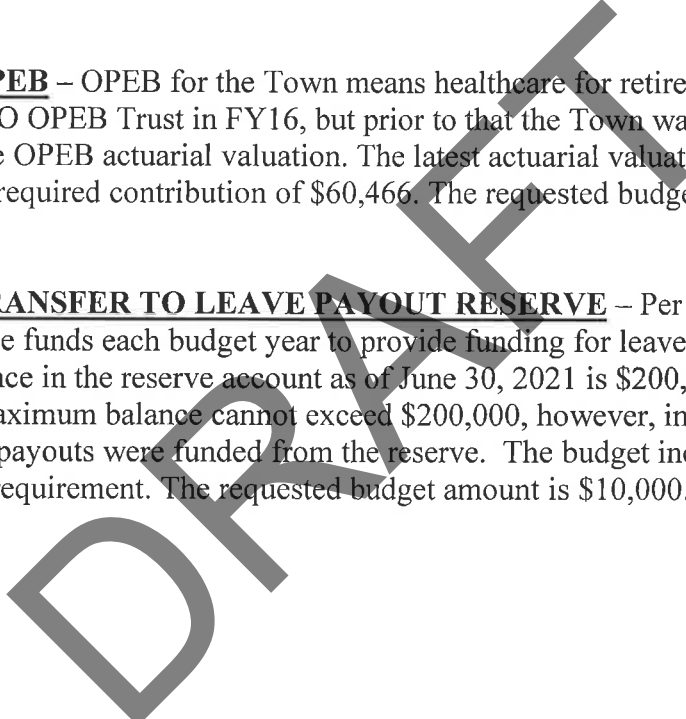 PEB – OPEB for the Town means healthcare for retire
O OPEB Trust in FY16, but prior to that the Town wa
e OPEB actuarial valuation. The latest actuarial valuat
required contribution of $60,466. The requested budge
RANSFER TO LEAVE PAYOUT RESERVE – Per
e funds each budget year to provide funding for leave
nce in the reserve account as of June 30, 2021 is $200,
aximum balance cannot exceed $200,000, however, in
payouts were funded from the reserve. The budget inc
requirement. The requested budget amount is $10,000.
DRAFT